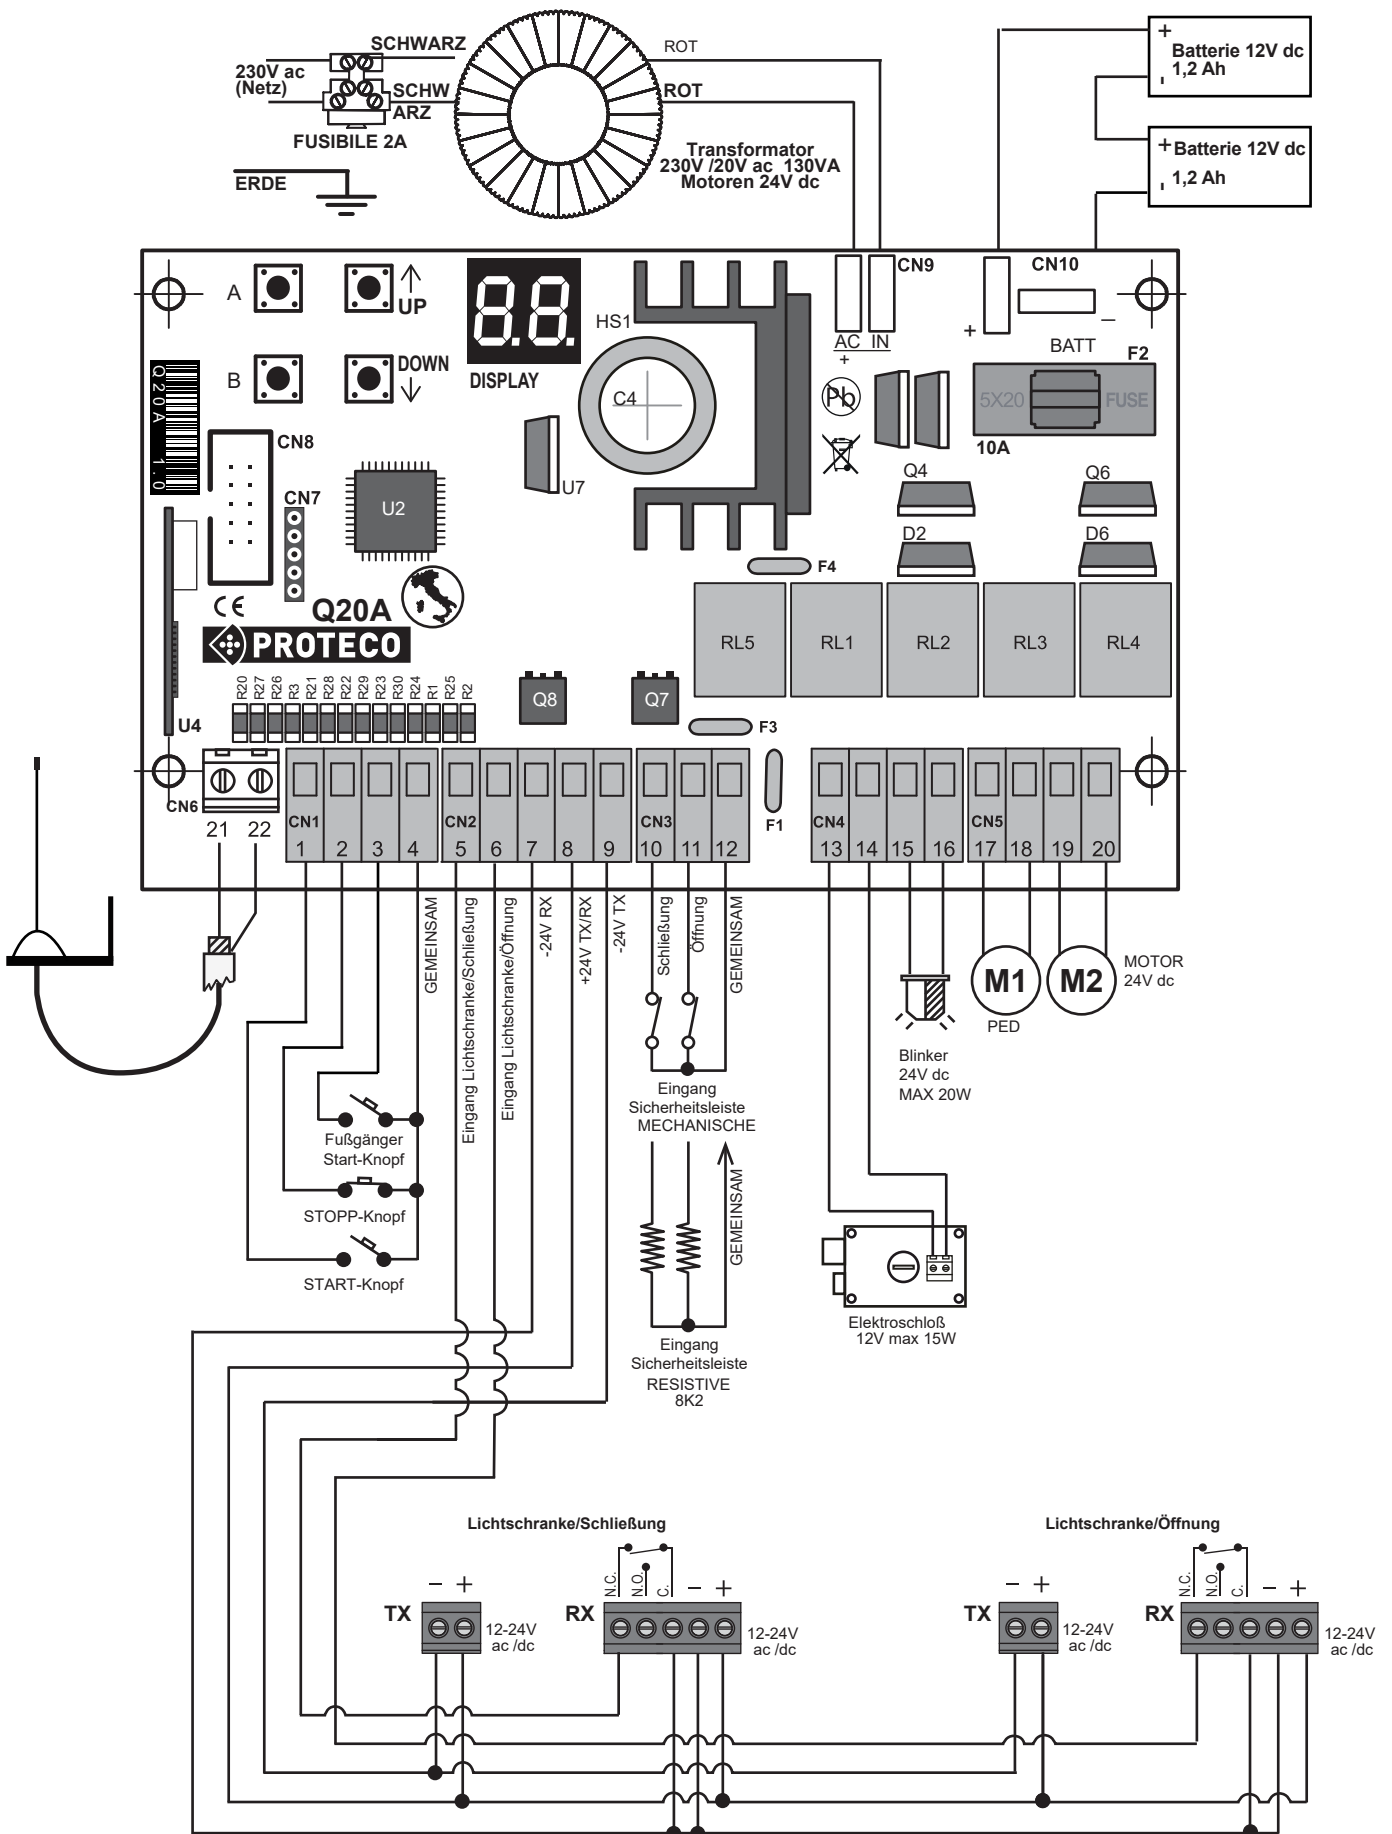 SCHWARZ
230V ac
(Netz)
SCHW
ARZ
FUSIBILE 2A
ERDE
ROT
ROT
Transformator
230V /20V ac 130VA
Motoren 24V dc
+
Batterie 12V dc
1,2 Ah
-
+ Batterie 12V dc
1,2 Ah
-
A
UP
B
DOWN
8.8.
DISPLAY
HS1
C4
U7
CN9
AC IN
+
CN10
+
–
BATT
F2
5X20
FUSE
10A
Pb
Q4
Q6
D2
D6
Q20A 1.0
CN8
CN7
U2
CE
Q20A
PROTECO
U4
F4
RL5
RL1
RL2
RL3
RL4
R20
R27
R26
R3
R21
R28
R22
R29
R23
R30
R24
R1
R25
R2
Q8
Q7
F3
F1
CN6
21
22
CN1
1
2
3
4
CN2
5
6
7
8
9
CN3
10
11
12
CN4
13
14
15
16
CN5
17
18
19
20
GEMEINSAM
Eingang Lichtschranke/Schließung
Eingang Lichtschranke/Öffnung
-24V RX
+24V TX/RX
-24V TX
Schließung
Öffnung
GEMEINSAM
M1
PED
M2
MOTOR
24V dc
Blinker
24V dc
MAX 20W
Fußgänger
Start-Knopf
STOPP-Knopf
START-Knopf
Eingang
Sicherheitsleiste
MECHANISCHE
GEMEINSAM
Eingang
Sicherheitsleiste
RESISTIVE
8K2
Elektroschloß
12V max 15W
Lichtschranke/Schließung
TX
– +
12-24V
ac /dc
RX
N.C.
N.O.
C.
– +
12-24V
ac /dc
Lichtschranke/Öffnung
TX
– +
12-24V
ac /dc
RX
N.C.
N.O.
C.
– +
12-24V
ac /dc